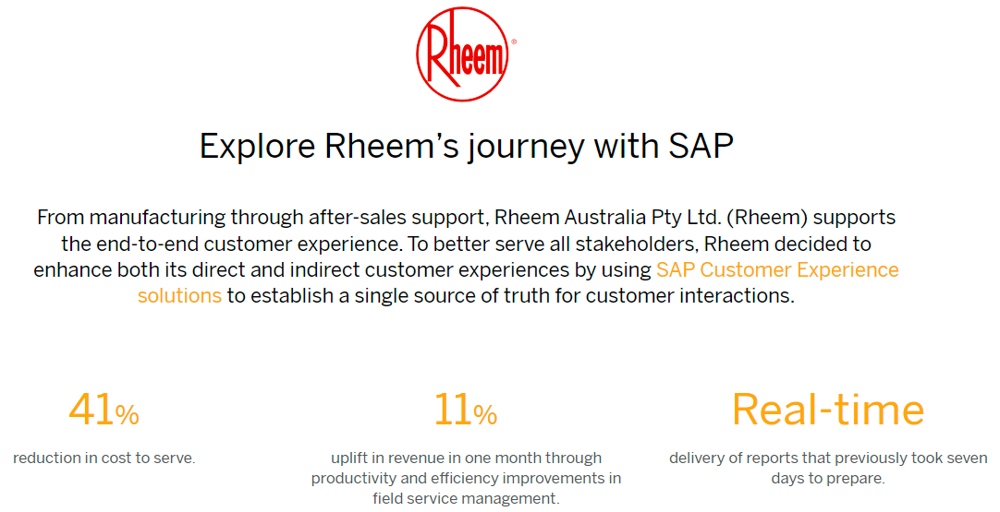 Rheem®
Explore Rheem's journey with SAP
From manufacturing through after-sales support, Rheem Australia Pty Ltd. (Rheem) supports
the end-to-end customer experience. To better serve all stakeholders, Rheem decided to
enhance both its direct and indirect customer experiences by using SAP Customer Experience
solutions to establish a single source of truth for customer interactions.
41%
reduction in cost to serve.
11%
uplift in revenue in one month through
productivity and efficiency improvements in
field service management.
Real-time
delivery of reports that previously took seven
days to prepare.